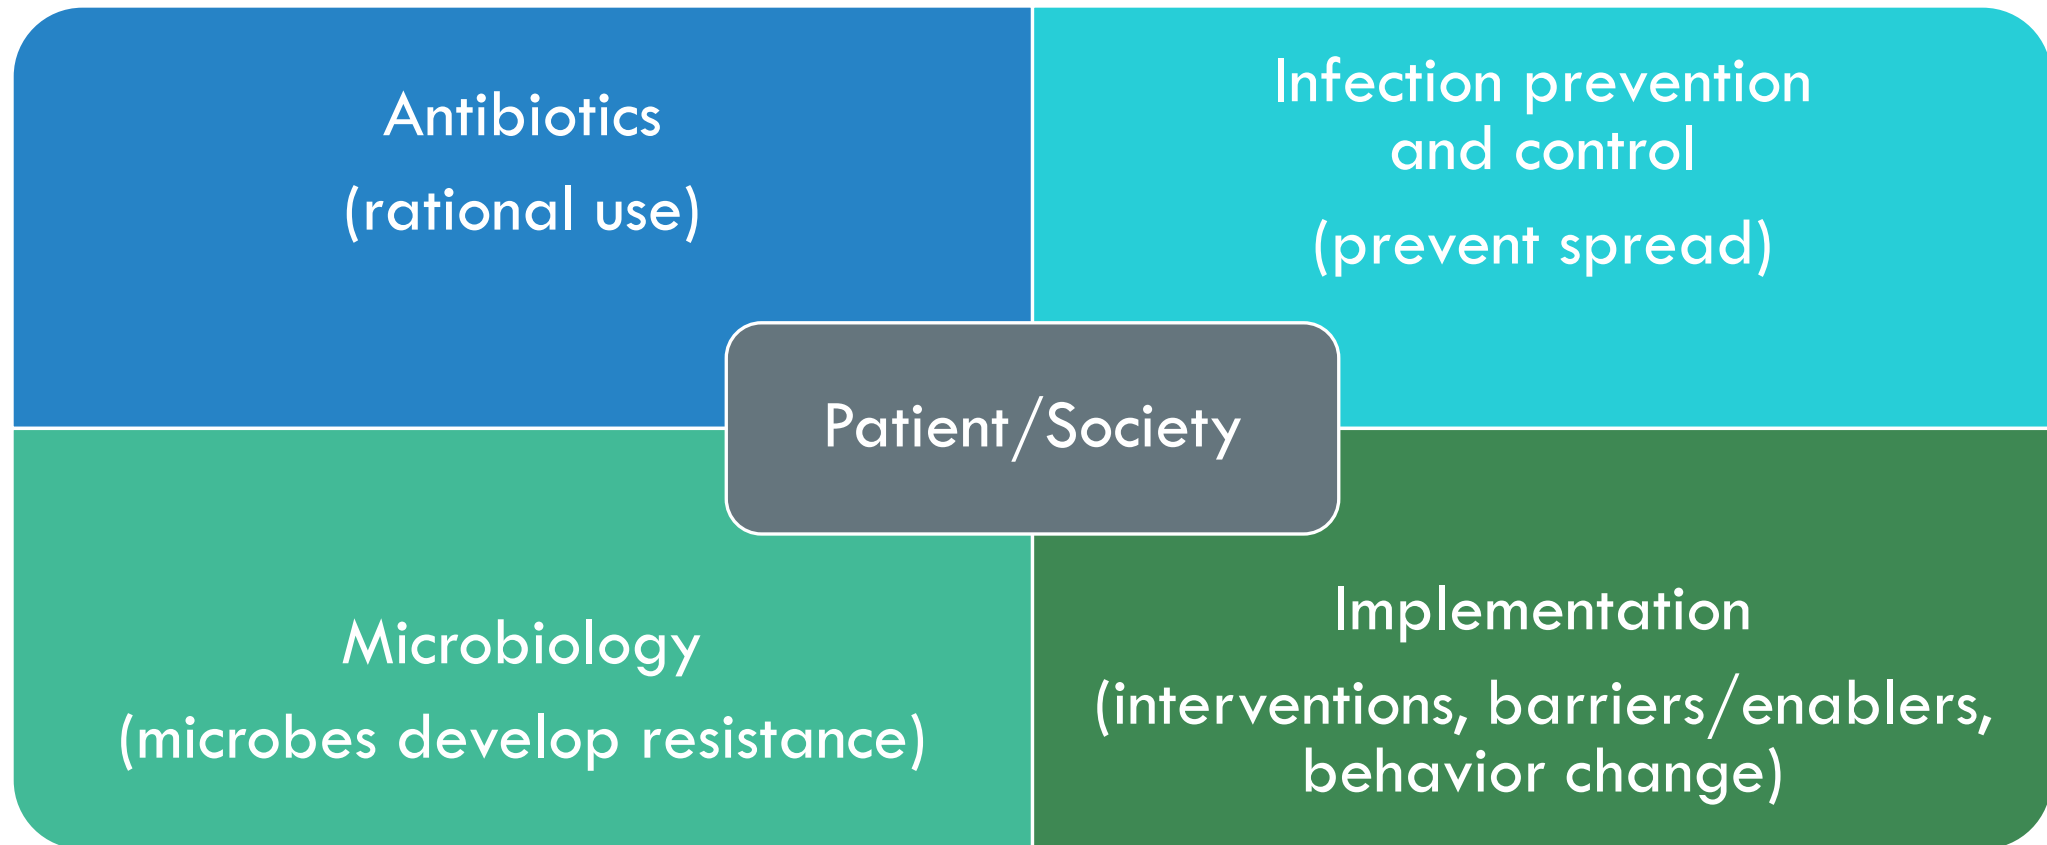 Antibiotics
(rational use)
Infection prevention
and control
(prevent spread)
Patient/Society
Microbiology
(microbes develop resistance)
Implementation
(interventions, barriers/enablers,
behavior change)